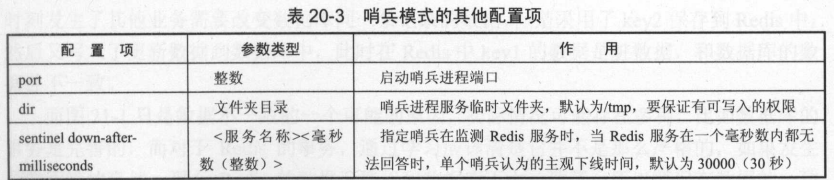 表 20-3 哨兵模式的其他配置项
配 置 项 参数类型 作 用
port 整数 启动哨兵进程端口
dir 文件夹目录 哨兵进程服务临时文件夹，默认为/tmp，要保证有可写入的权限
sentinel down-after- <服务名称><毫秒 指定哨兵在监测 Redis 服务时，当 Redis 服务在一个毫秒数内都无
milliseconds 数（整数）> 法回答时，单个哨兵认为的主观下线时间，默认为 30000（30 秒）